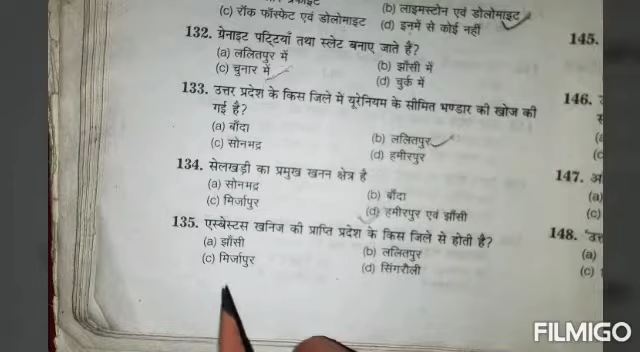 (c) रॉक फॉस्फेट एवं डोलोमाइट
(b) लाइमस्टोन एवं डोलोमाइट
(d) इनमें से कोई नहीं
132. ग्रेनाइट पट्टियाँ तथा स्लेट बनाए जाते हैं?
(a) ललितपुर में
(b) झाँसी में
(c) चुनार में
(d) चुर्क में
133. उत्तर प्रदेश के किस जिले में यूरेनियम के सीमित भण्डार की खोज की
गई है?
(a) बाँदा
(b) ललितपुर
(c) सोनभद्र
(d) हमीरपुर
134. सेलखड़ी का प्रमुख खनन क्षेत्र है
(a) सोनभद्र
(b) बाँदा
(c) मिर्जापुर
(d) हमीरपुर एवं झाँसी
135. एस्बेस्टस खनिज की प्राप्ति प्रदेश के किस जिले से होती है?
(a) झाँसी
(b) ललितपुर
(c) मिर्जापुर
(d) सिंगरौली
145.
146.
147.
(a)
(c)
148.
(a)
(c)
FILMIGO